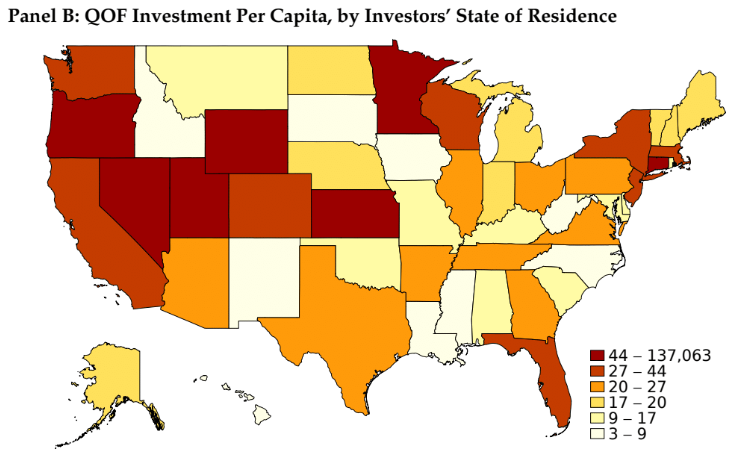 Panel B: QOF Investment Per Capita, by Investors' State of Residence
44 – 137,063
27 – 44
20 – 27
17 – 20
9 – 17
3 – 9